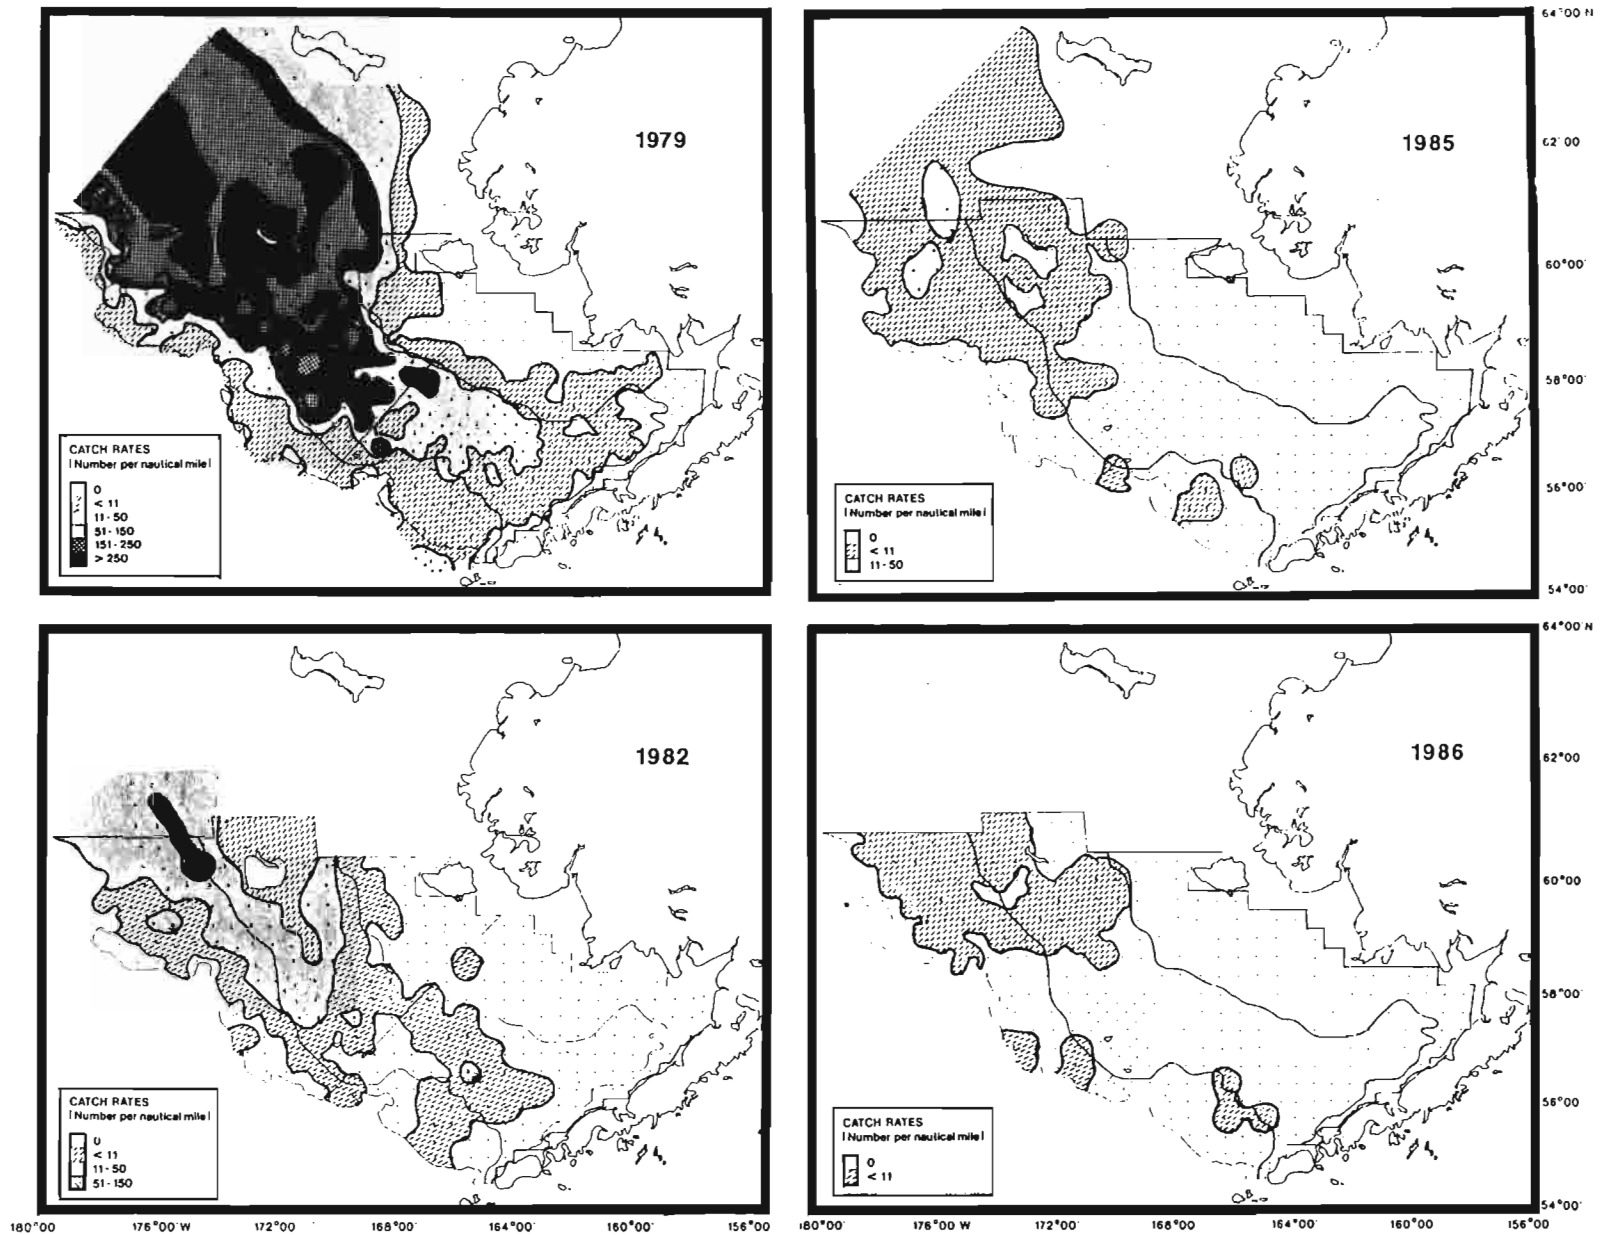 1979
CATCH RATES
| Number per nautical mile |
0
< 11
11-50
51-150
151-250
> 250
1985
CATCH RATES
| Number per nautical mile |
0
< 11
11-50
64°00 N
62°00
60°00'
58°00'
56°00'
54°00'
1982
CATCH RATES
| Number per nautical mile |
0
< 11
11-50
51-150
1986
CATCH RATES
| Number per nautical mile |
0
< 11
64°00'N
62°00
60°00
58°00'
56°00
54°00'
180°00 176°00 W 172°00 168°00 164°00 160°00 156°00
180°00' 176°00 W 172°00 168°00' 164°00 160°00 156°00